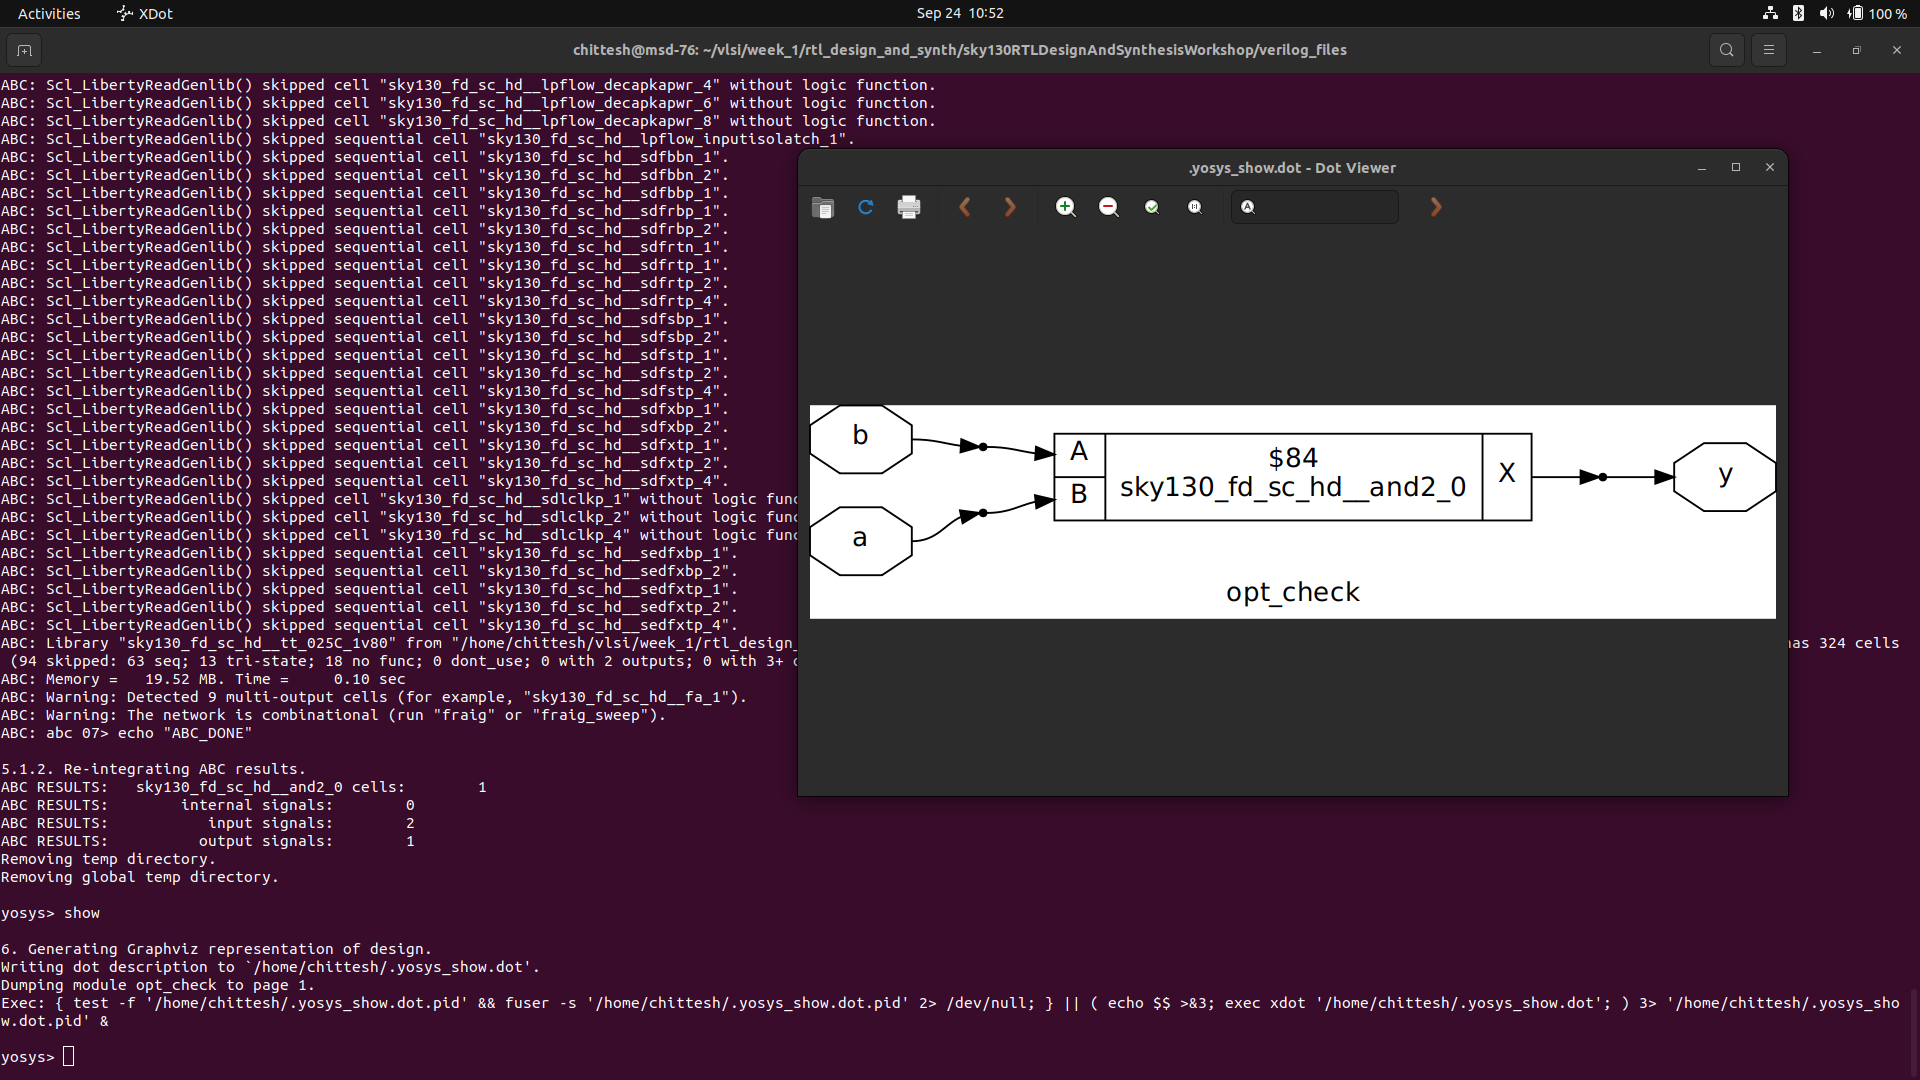 Activities
XDot
Sep 24 10:52
100 %
chittesh@msd-76: ~/vlsi/week_1/rtl_design_and_synth/sky130RTLDesignAndSynthesisWorkshop/verilog_files
ABC: Scl_LibertyReadGenlib() skipped cell "sky130_fd_sc_hd__lpflow_decapkapwr_4" without logic function.
ABC: Scl_LibertyReadGenlib() skipped cell "sky130_fd_sc_hd__lpflow_decapkapwr_6" without logic function.
ABC: Scl_LibertyReadGenlib() skipped cell "sky130_fd_sc_hd__lpflow_decapkapwr_8" without logic function.
ABC: Scl_LibertyReadGenlib() skipped sequential cell "sky130_fd_sc_hd__lpflow_inputisolatch_1".
ABC: Scl_LibertyReadGenlib() skipped sequential cell "sky130_fd_sc_hd__sdfbbn_1".
ABC: Scl_LibertyReadGenlib() skipped sequential cell "sky130_fd_sc_hd__sdfbbn_2".
ABC: Scl_LibertyReadGenlib() skipped sequential cell "sky130_fd_sc_hd__sdfbbp_1".
ABC: Scl_LibertyReadGenlib() skipped sequential cell "sky130_fd_sc_hd__sdfrbp_1".
ABC: Scl_LibertyReadGenlib() skipped sequential cell "sky130_fd_sc_hd__sdfrbp_2".
ABC: Scl_LibertyReadGenlib() skipped sequential cell "sky130_fd_sc_hd__sdfrtn_1".
ABC: Scl_LibertyReadGenlib() skipped sequential cell "sky130_fd_sc_hd__sdfrtp_1".
ABC: Scl_LibertyReadGenlib() skipped sequential cell "sky130_fd_sc_hd__sdfrtp_2".
ABC: Scl_LibertyReadGenlib() skipped sequential cell "sky130_fd_sc_hd__sdfrtp_4".
ABC: Scl_LibertyReadGenlib() skipped sequential cell "sky130_fd_sc_hd__sdfsbp_1".
ABC: Scl_LibertyReadGenlib() skipped sequential cell "sky130_fd_sc_hd__sdfsbp_2".
ABC: Scl_LibertyReadGenlib() skipped sequential cell "sky130_fd_sc_hd__sdfstp_1".
ABC: Scl_LibertyReadGenlib() skipped sequential cell "sky130_fd_sc_hd__sdfstp_2".
ABC: Scl_LibertyReadGenlib() skipped sequential cell "sky130_fd_sc_hd__sdfstp_4".
ABC: Scl_LibertyReadGenlib() skipped sequential cell "sky130_fd_sc_hd__sdfxbp_1".
ABC: Scl_LibertyReadGenlib() skipped sequential cell "sky130_fd_sc_hd__sdfxbp_2".
ABC: Scl_LibertyReadGenlib() skipped sequential cell "sky130_fd_sc_hd__sdfxtp_1".
ABC: Scl_LibertyReadGenlib() skipped sequential cell "sky130_fd_sc_hd__sdfxtp_2".
ABC: Scl_LibertyReadGenlib() skipped sequential cell "sky130_fd_sc_hd__sdfxtp_4".
ABC: Scl_LibertyReadGenlib() skipped cell "sky130_fd_sc_hd__sdlclkp_1" without logic func
ABC: Scl_LibertyReadGenlib() skipped cell "sky130_fd_sc_hd__sdlclkp_2" without logic func
ABC: Scl_LibertyReadGenlib() skipped cell "sky130_fd_sc_hd__sdlclkp_4" without logic func
ABC: Scl_LibertyReadGenlib() skipped sequential cell "sky130_fd_sc_hd__sedfxbp_1".
ABC: Scl_LibertyReadGenlib() skipped sequential cell "sky130_fd_sc_hd__sedfxbp_2".
ABC: Scl_LibertyReadGenlib() skipped sequential cell "sky130_fd_sc_hd__sedfxtp_1".
ABC: Scl_LibertyReadGenlib() skipped sequential cell "sky130_fd_sc_hd__sedfxtp_2".
ABC: Scl_LibertyReadGenlib() skipped sequential cell "sky130_fd_sc_hd__sedfxtp_4".
ABC: Library "sky130_fd_sc_hd__tt_025C_1v80" from "/home/chittesh/vlsi/week_1/rtl_design_ as 324 cells
(94 skipped: 63 seq; 13 tri-state; 18 no func; 0 dont_use; 0 with 2 outputs; 0 with 3+
ABC: Memory = 19.52 MB. Time = 0.10 sec
ABC: Warning: Detected 9 multi-output cells (for example, "sky130_fd_sc_hd__fa_1").
ABC: Warning: The network is combinational (run "fraig" or "fraig_sweep").
ABC: abc 07> echo "ABC_DONE"
5.1.2. Re-integrating ABC results.
ABC RESULTS: sky130_fd_sc_hd__and2_0 cells: 1
ABC RESULTS: internal signals: 0
ABC RESULTS: input signals: 2
ABC RESULTS: output signals: 1
Removing temp directory.
Removing global temp directory.
yosys> show
6. Generating Graphviz representation of design.
Writing dot description to `/home/chittesh/.yosys_show.dot'.
Dumping module opt_check to page 1.
Exec: { test -f '/home/chittesh/.yosys_show.dot.pid' && fuser -s '/home/chittesh/.yosys_show.dot.pid' 2> /dev/null; } || ( echo $$ >&3; exec xdot '/home/chittesh/.yosys_show.dot'; ) 3> '/home/chittesh/.yosys_sho
w.dot.pid' &
yosys>
.yosys_show.dot - Dot Viewer
b
a
A
B
$84
sky130_fd_sc_hd__and2_0
X
y
opt_check